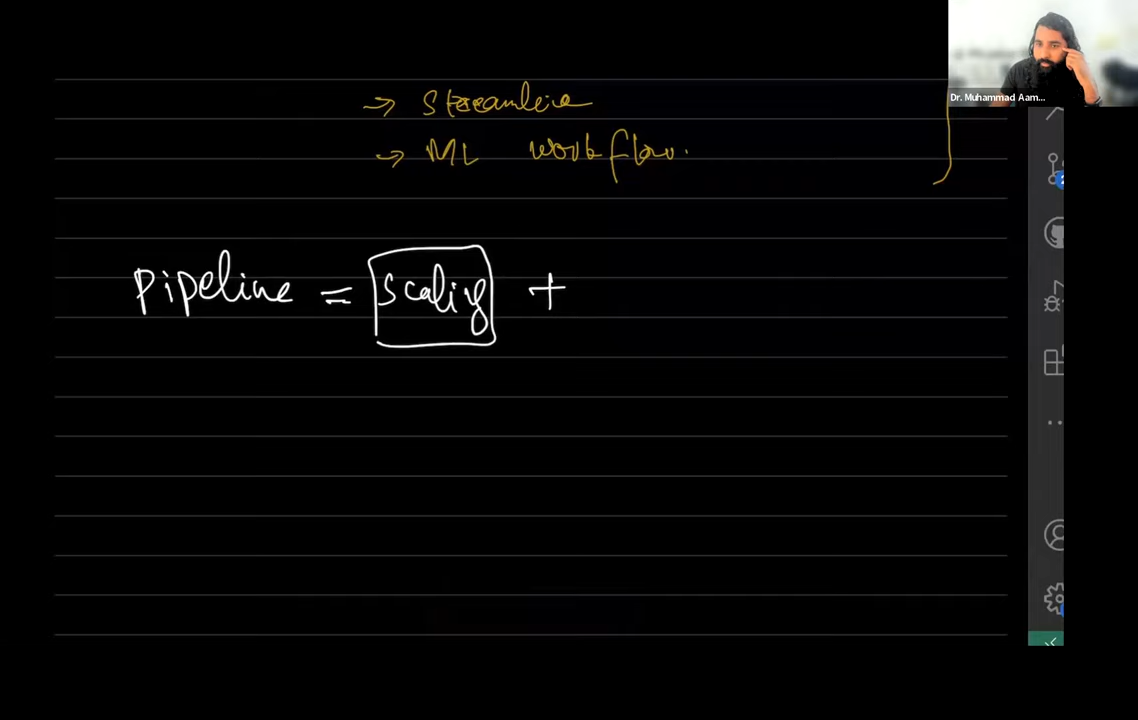 → Streamline
→ ML workflow.
Pipeline = scaling +
Dr. Muhammad Aam...